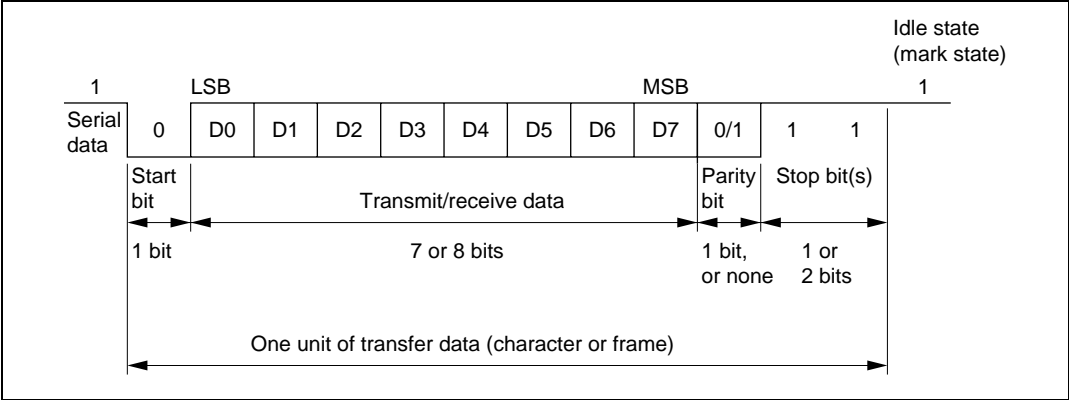 Idle state
(mark state)
1 LSB MSB 1
Serial
data
0 D0 D1 D2 D3 D4 D5 D6 D7 0/1 1 1
Start
bit
Transmit/receive data
Parity
bit
Stop bit(s)
1 bit
7 or 8 bits
1 bit,
or none
1 or
2 bits
One unit of transfer data (character or frame)